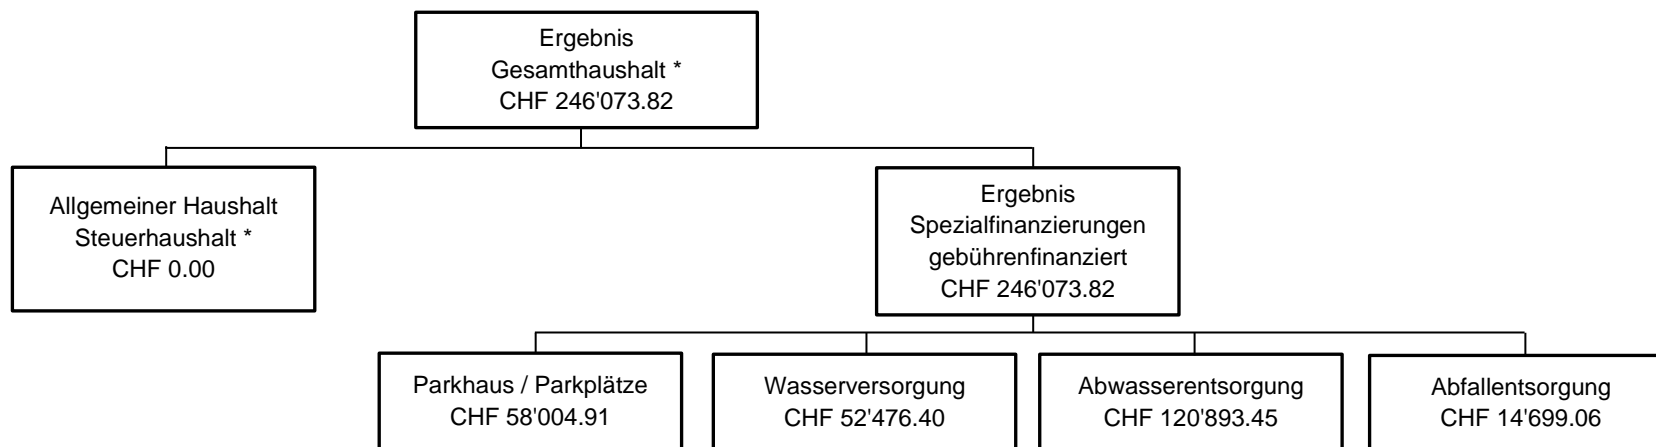 Ergebnis
Gesamthaushalt *
CHF 246'073.82
Allgemeiner Haushalt
Steuerhaushalt *
CHF 0.00
Ergebnis
Spezialfinanzierungen
gebührenfinanziert
CHF 246'073.82
Parkhaus / Parkplätze
CHF 58'004.91
Wasserversorgung
CHF 52'476.40
Abwasserentsorgung
CHF 120'893.45
Abfallentsorgung
CHF 14'699.06